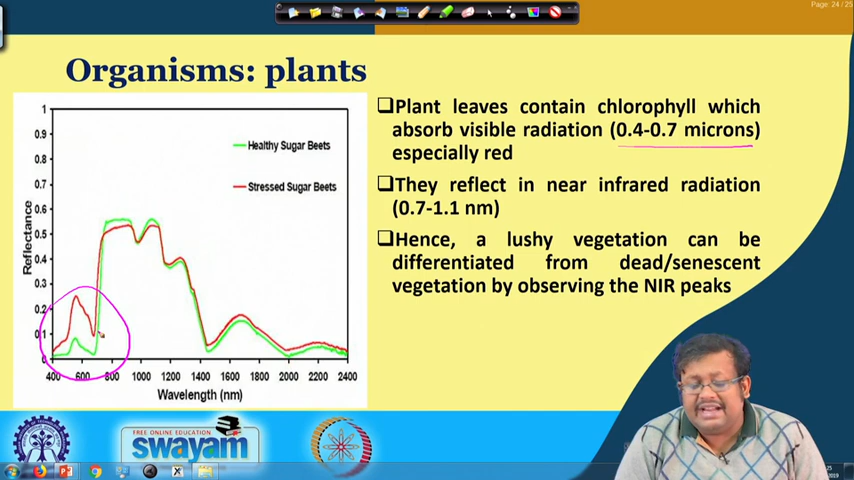 Page: 24 / 25
Organisms: plants
1
0.9
0.8
0.7
0.6
0.5
0.4
0.3
0.2
0.1
Reflectance
Healthy Sugar Beets
Stressed Sugar Beets
400 600 800 1000 1200 1400 1600 1800 2000 2200 2400
Wavelength (nm)
❑Plant leaves contain chlorophyll which
absorb visible radiation (0.4-0.7 microns)
especially red
❑They reflect in near infrared radiation
(0.7-1.1 nm)
❑Hence, a lushy vegetation can be
differentiated from dead/senescent
vegetation by observing the NIR peaks
FREE ONLINE EDUCATION
swayam